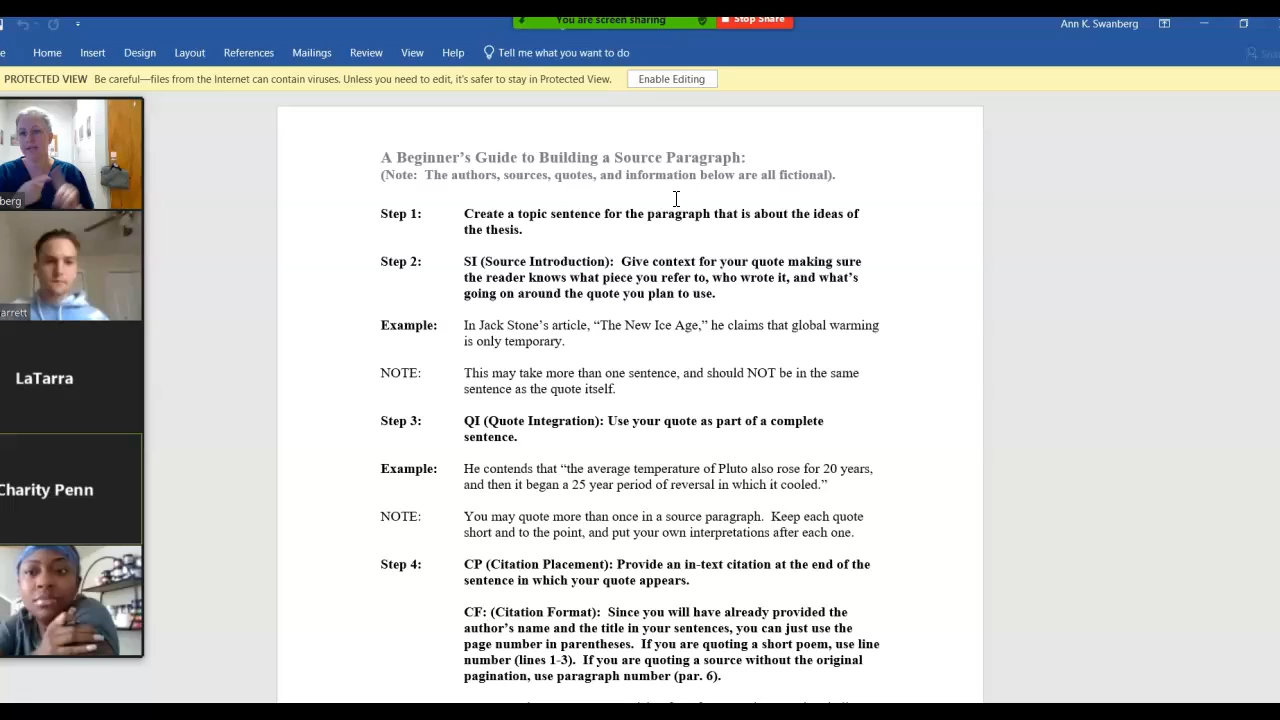 You are screen sharing
Stop Share
Ann K. Swanberg
Home Insert Design Layout References Mailings Review View Help Tell me what you want to do
PROTECTED VIEW Be careful—files from the Internet can contain viruses. Unless you need to edit, it's safer to stay in Protected View. Enable Editing
A Beginner's Guide to Building a Source Paragraph:
(Note: The authors, sources, quotes, and information below are all fictional).
Step 1: Create a topic sentence for the paragraph that is about the ideas of
the thesis.
Step 2: SI (Source Introduction): Give context for your quote making sure
the reader knows what piece you refer to, who wrote it, and what's
going on around the quote you plan to use.
Example: In Jack Stone's article, “The New Ice Age,” he claims that global warming
is only temporary.
NOTE: This may take more than one sentence, and should NOT be in the same
sentence as the quote itself.
Step 3: QI (Quote Integration): Use your quote as part of a complete
sentence.
Example: He contends that “the average temperature of Pluto also rose for 20 years,
and then it began a 25 year period of reversal in which it cooled.”
NOTE: You may quote more than once in a source paragraph. Keep each quote
short and to the point, and put your own interpretations after each one.
Step 4: CP (Citation Placement): Provide an in-text citation at the end of the
sentence in which your quote appears.
CF: (Citation Format): Since you will have already provided the
author's name and the title in your sentences, you can just use the
page number in parentheses. If you are quoting a short poem, use line
number (lines 1-3). If you are quoting a source without the original
pagination, use paragraph number (par. 6).
berg
arrett
LaTarra
Charity Penn